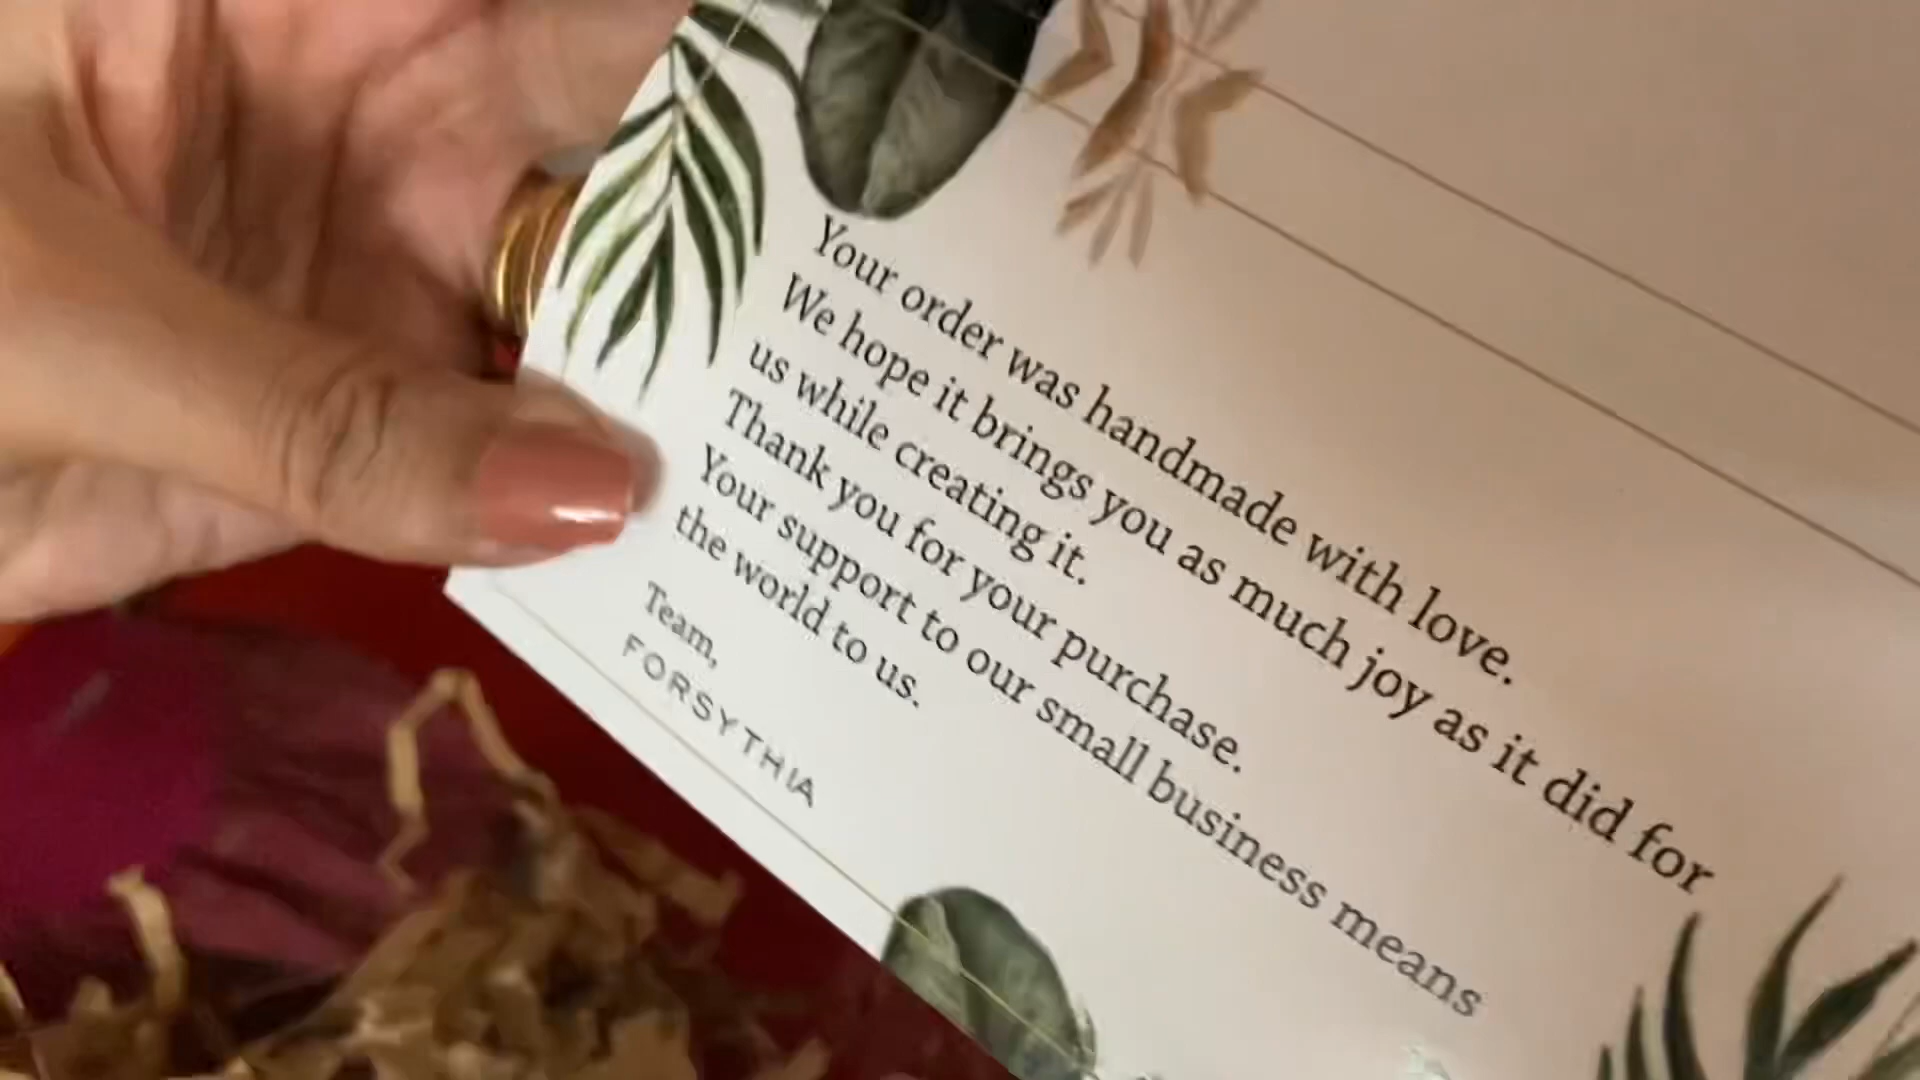 Your order was handmade with love.
We hope it brings you as much joy as it did for
us while creating it.
Thank you for your purchase.
Your support to our small business means
the world to us.
Team,
FORSYTHIA